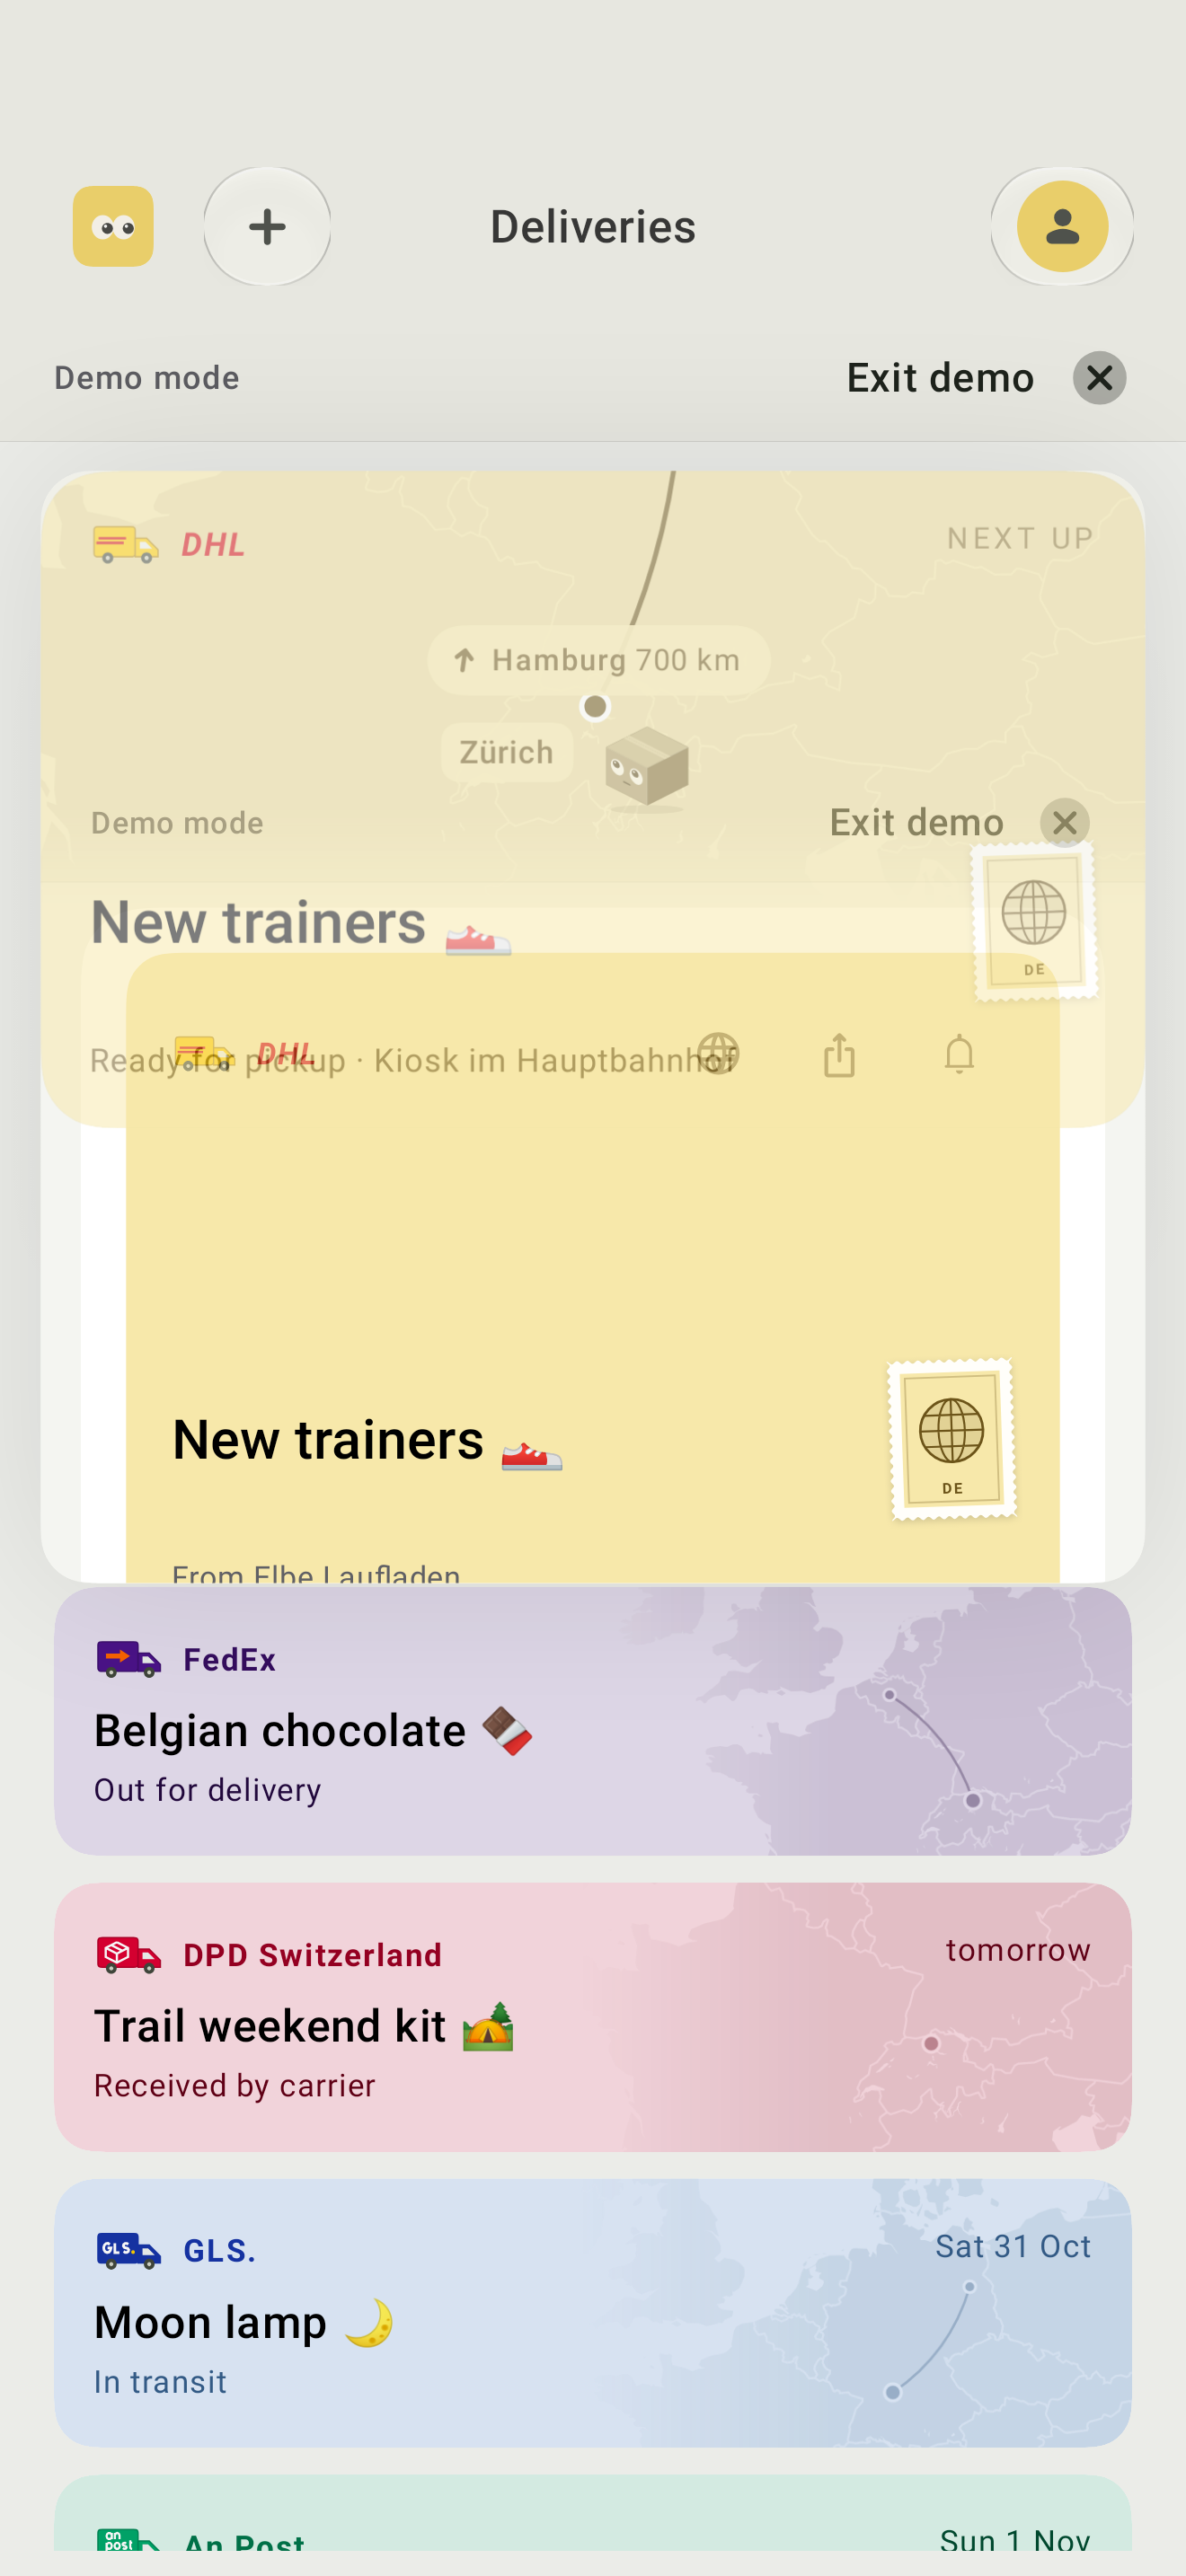 Deliveries
Demo mode
Exit demo
DHL
NEXT UP
Hamburg 700 km
Zürich
Demo mode
Exit demo
New trainers 👟
DE
Ready for pickup · Kiosk im Hauptbahnhof
DHL
New trainers 👟
DE
From Elbe Laufladen
FedEx
Belgian chocolate 🍫
Out for delivery
DPD Switzerland
tomorrow
Trail weekend kit 🏕️
Received by carrier
GLS.
GLS.
Sat 31 Oct
Moon lamp 🌙
In transit
an post
An Post
Sun 1 Nov